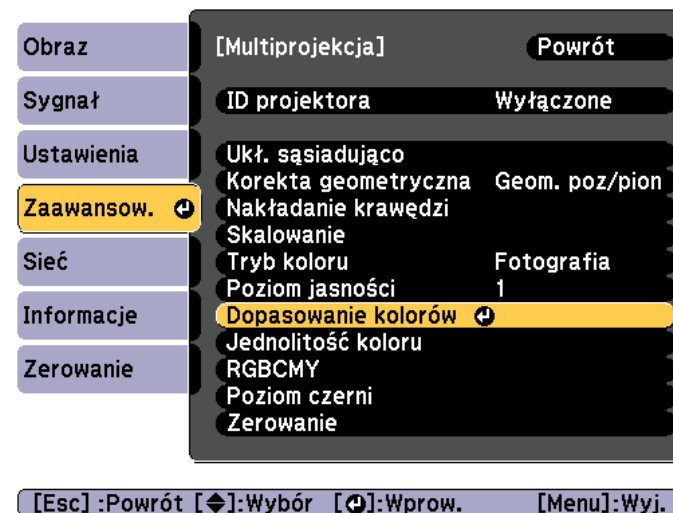 Obraz
Sygnał
Ustawienia
Zaawansow.
Sieć
Informacje
Zerowanie
[Multiprojekcja] Powrót
ID projektora Wyłączone
Ukł. sąsiadująco
Korekta geometryczna Geom. poz/pion
Nakładanie krawędzi
Skalowanie
Tryb koloru Fotografia
Poziom jasności 1
Dopasowanie kolorów
Jednolitość koloru
RGBCMY
Poziom czerni
Zerowanie
[Esc] :Powrót [◆]:Wybór [⏎]:Wprow. [Menu]:Wyj.